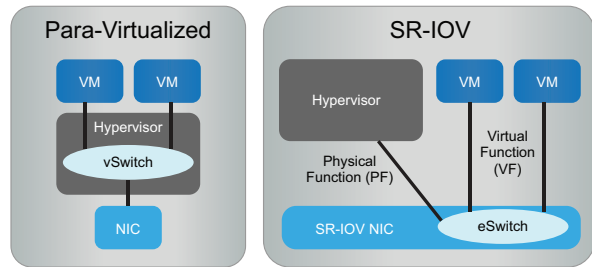 Para-Virtualized
VM VM
Hypervisor
vSwitch
NIC
SR-IOV
Hypervisor
VM VM
Physical
Function (PF)
Virtual
Function
(VF)
SR-IOV NIC
eSwitch